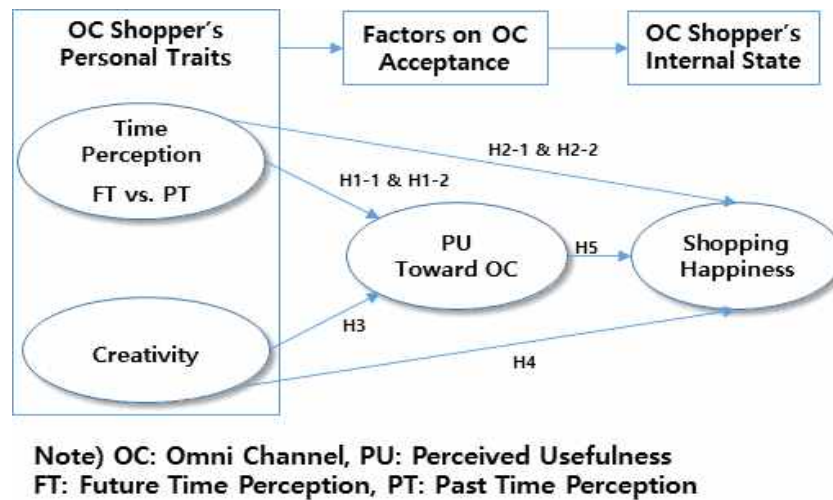 OC Shopper's
Personal Traits
Factors on OC
Acceptance
OC Shopper's
Internal State
Time
Perception
FT vs. PT
H2-1 & H2-2
H1-1 & H1-2
PU
Toward OC
H5
Shopping
Happiness
H3
Creativity
H4
Note) OC: Omni Channel, PU: Perceived Usefulness
FT: Future Time Perception, PT: Past Time Perception